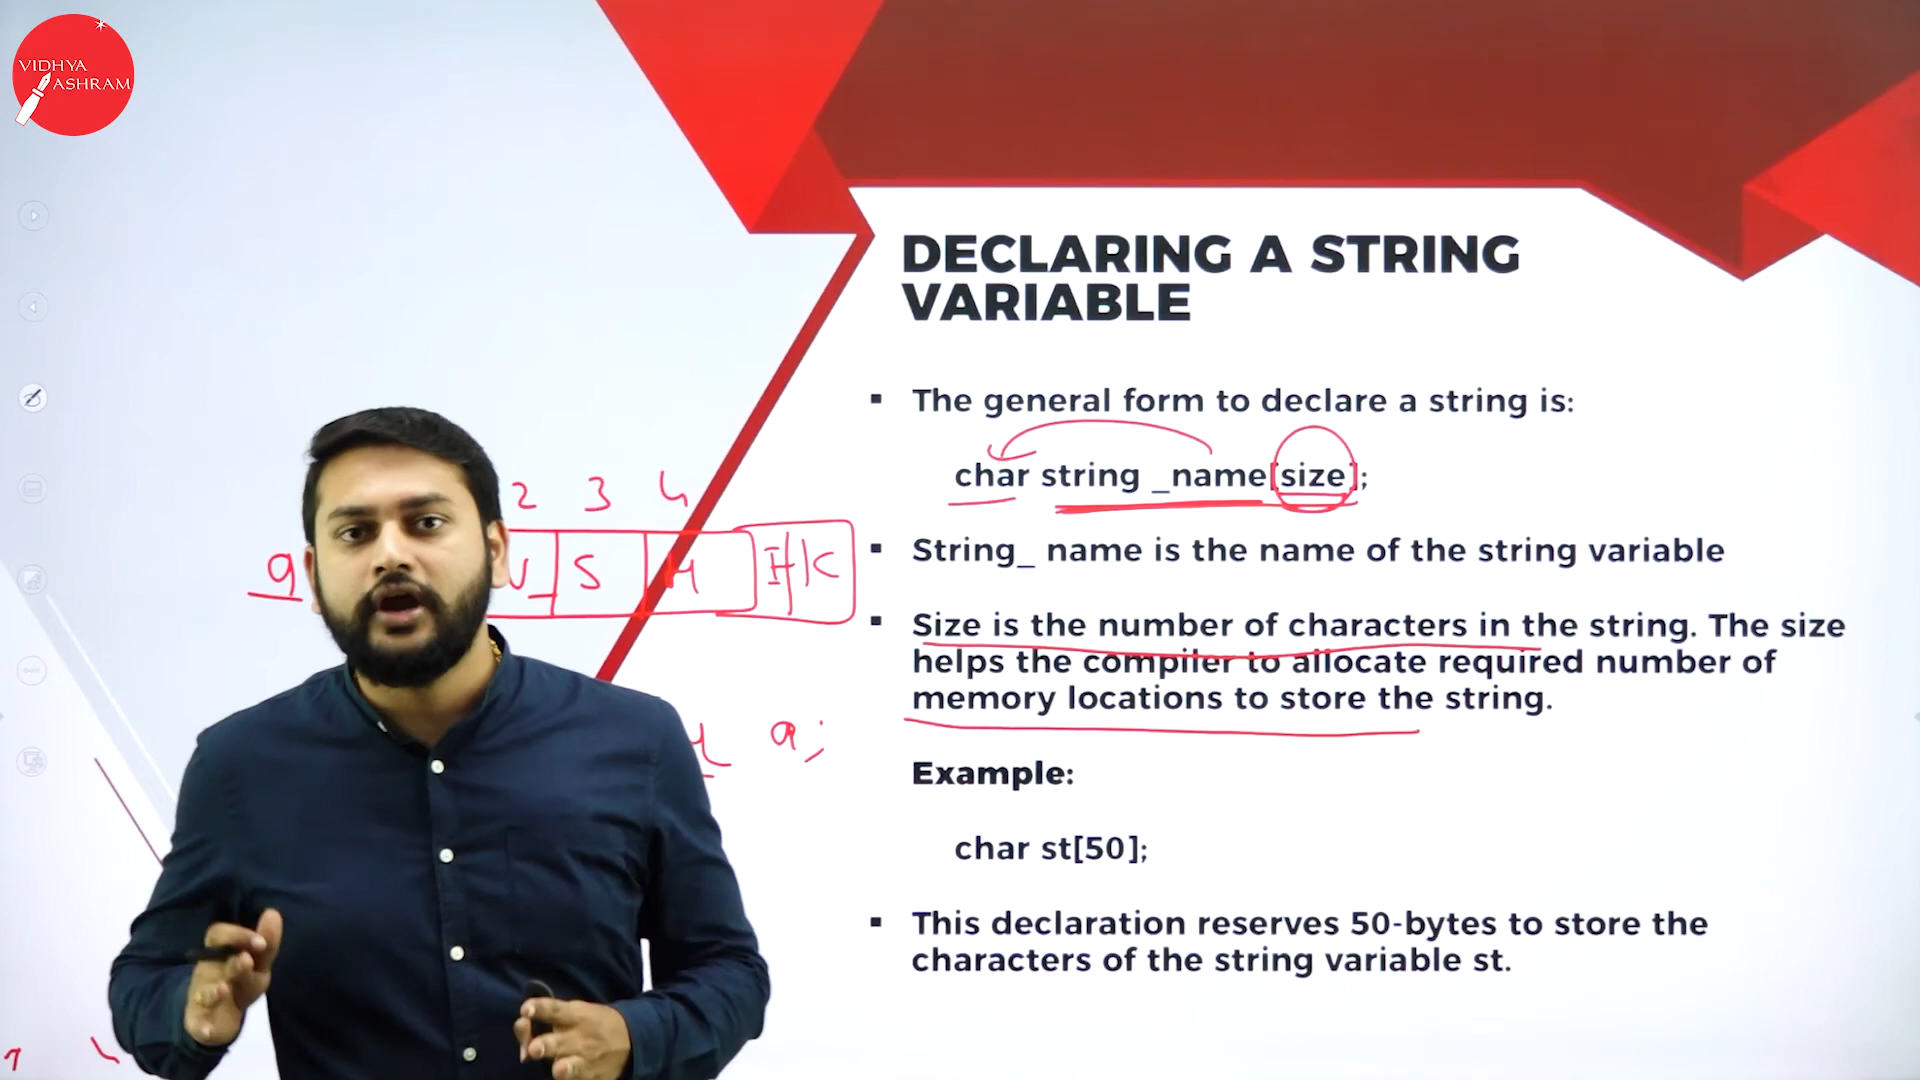 VIDHYA
ASHRAM
DECLARING A STRING
VARIABLE
▪ The general form to declare a string is:
char string _name[size];
2 3 4
▪ String_ name is the name of the string variable
▪ Size is the number of characters in the string. The size
helps the compiler to allocate required number of
memory locations to store the string.
a;
Example:
char st[50];
▪ This declaration reserves 50-bytes to store the
characters of the string variable st.